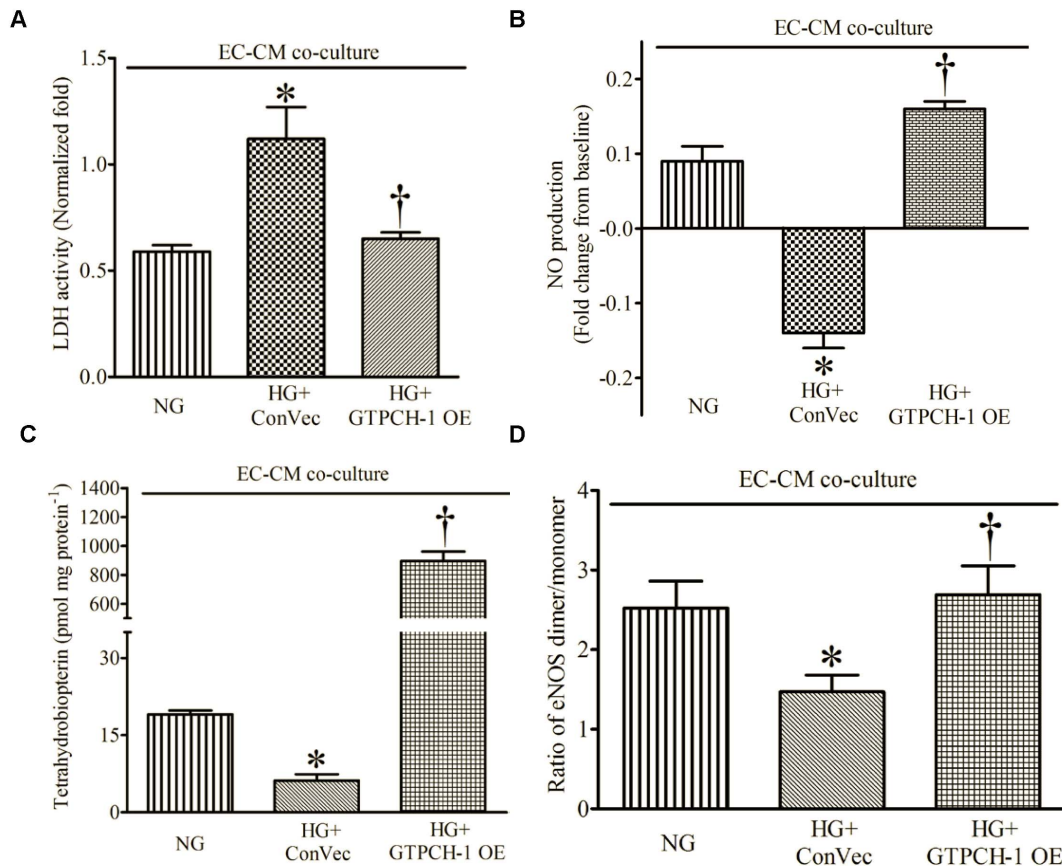 A
EC-CM co-culture
LDH activity (Normalized fold)
1.5
1.0
0.5
0.0
*
†
NG
HG+
ConVec
HG+
GTPCH-1 OE
B
EC-CM co-culture
NO production
(Fold change from baseline)
0.2
0.1
-0.0
-0.1
-0.2
†
*
NG
HG+
ConVec
HG+
GTPCH-1 OE
C
EC-CM co-culture
Tetrahydrobiopterin (pmol mg protein⁻¹)
1400
1200
1000
800
600
30
15
0
*
†
NG
HG+
ConVec
HG+
GTPCH-1 OE
D
EC-CM co-culture
Ratio of eNOS dimer/monomer
4
3
2
1
0
*
†
NG
HG+
ConVec
HG+
GTPCH-1 OE